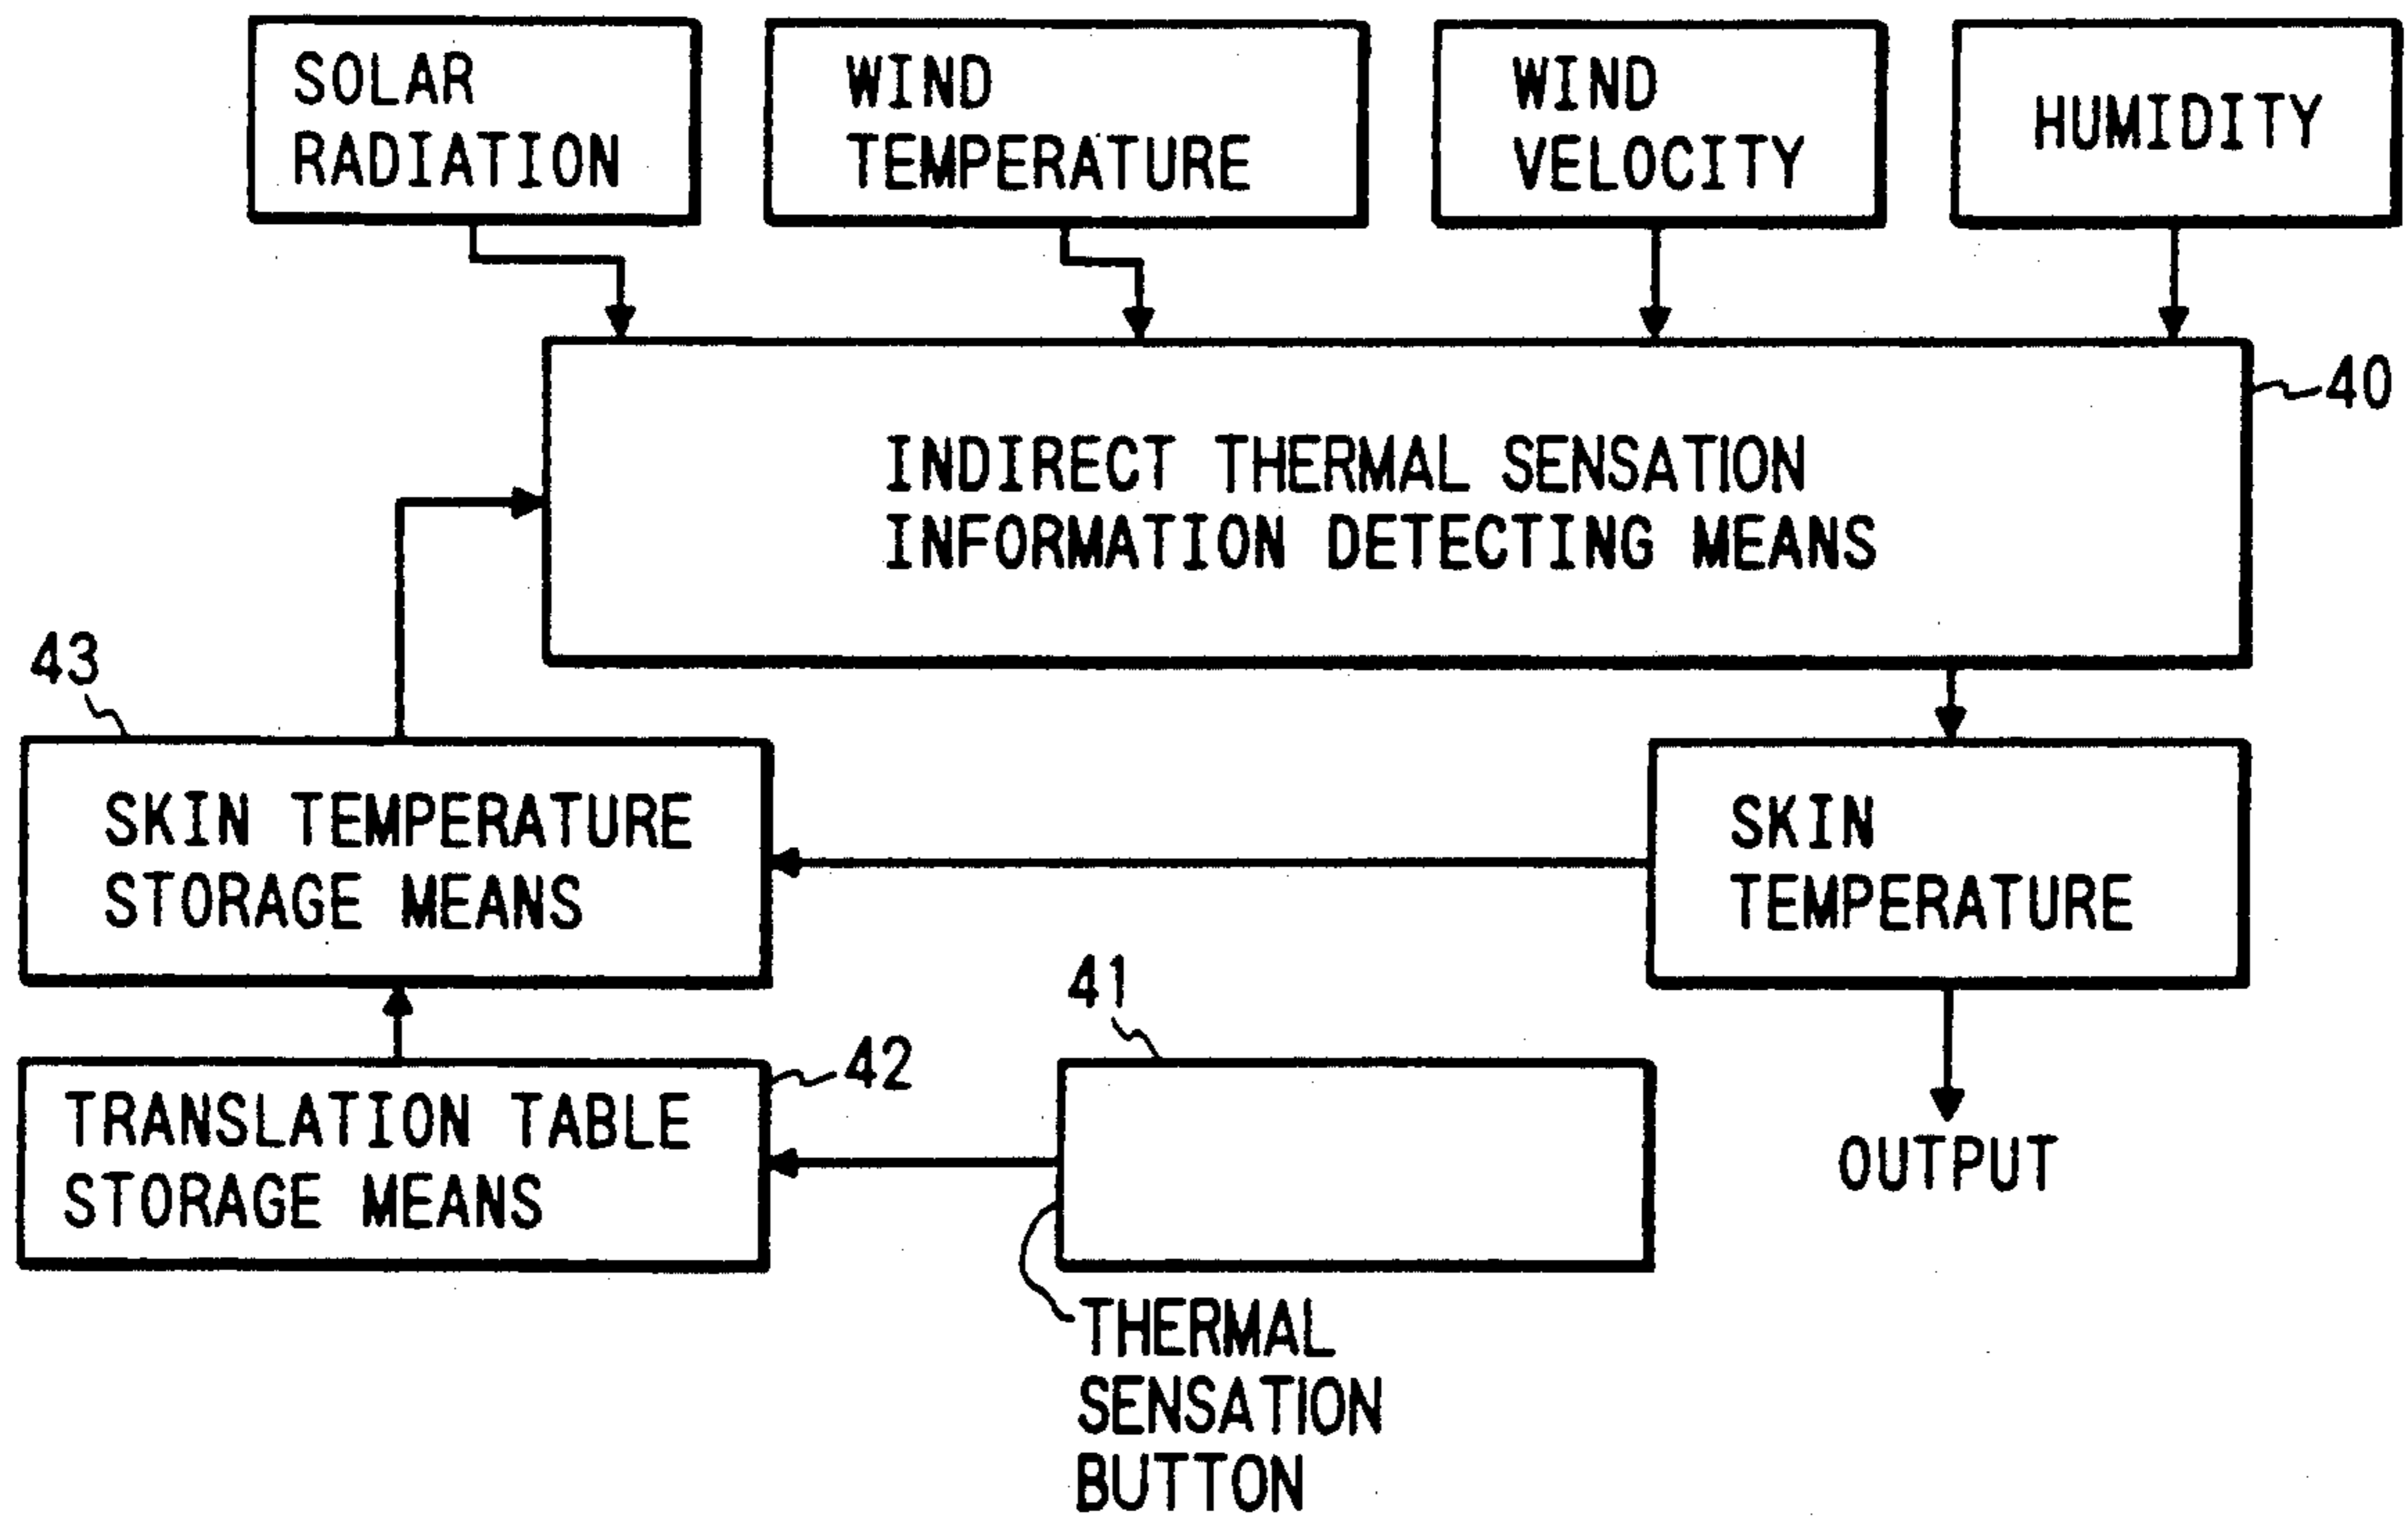 SOLAR
RADIATION
WIND
TEMPERATURE
WIND
VELOCITY
HUMIDITY
40
INDIRECT THERMAL SENSATION
INFORMATION DETECTING MEANS
43
SKIN TEMPERATURE
STORAGE MEANS
SKIN
TEMPERATURE
41
42
TRANSLATION TABLE
STORAGE MEANS
OUTPUT
THERMAL
SENSATION
BUTTON